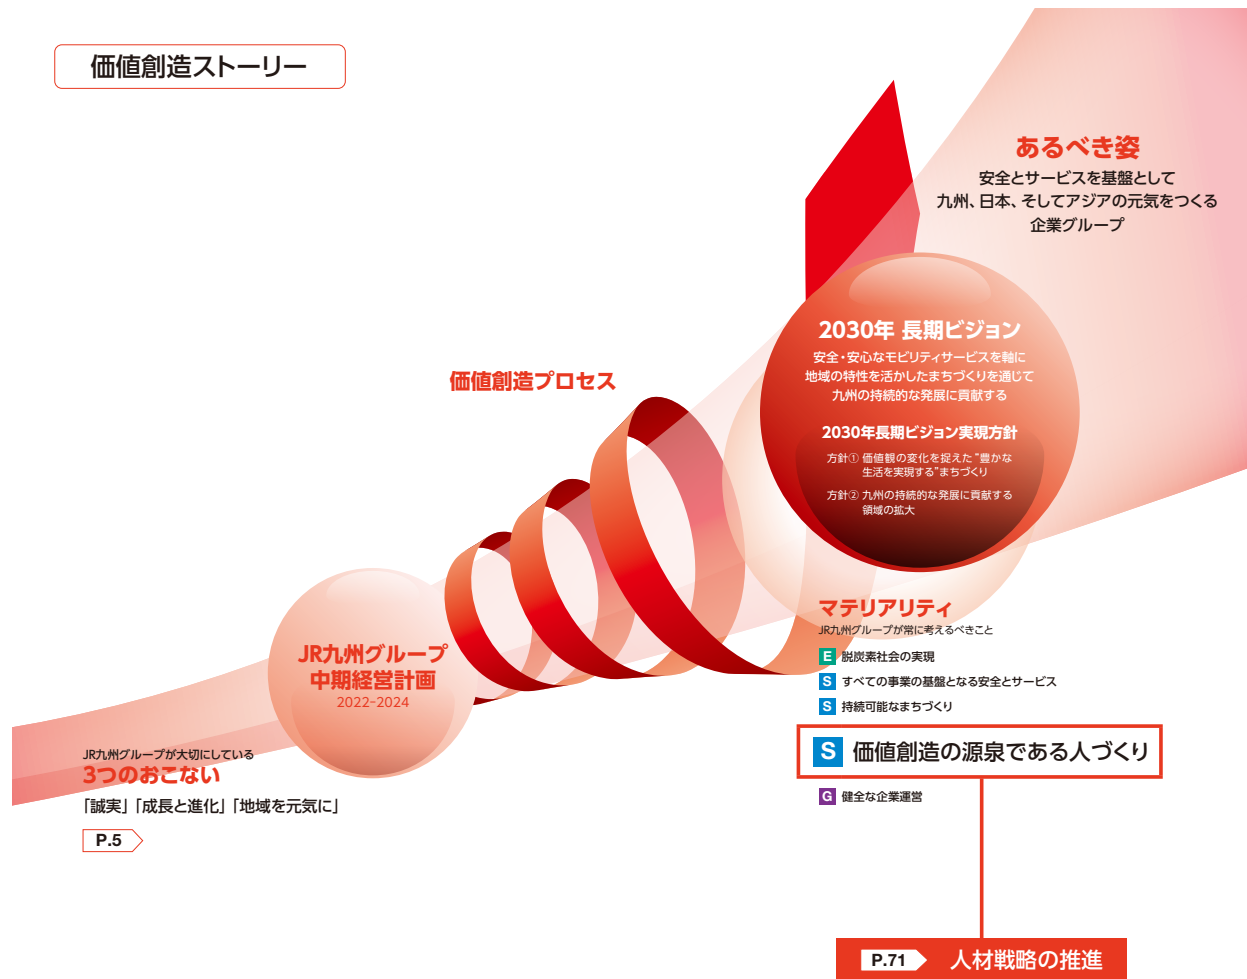 価値創造ストーリー
あるべき姿
安全とサービスを基盤として
九州、日本、そしてアジアの元気をつくる
企業グループ
2030年 長期ビジョン
安全・安心なモビリティサービスを軸に
地域の特性を活かしたまちづくりを通じて
九州の持続的な発展に貢献する
2030年長期ビジョン実現方針
方針① 価値観の変化を捉えた“豊かな
生活を実現する”まちづくり
方針② 九州の持続的な発展に貢献する
領域の拡大
価値創造プロセス
JR九州グループ
中期経営計画
2022-2024
JR九州グループが大切にしている
3つのおこない
「誠実」「成長と進化」「地域を元気に」
P.5
マテリアリティ
JR九州グループが常に考えるべきこと
E 脱炭素社会の実現
S すべての事業の基盤となる安全とサービス
S 持続可能なまちづくり
S 価値創造の源泉である人づくり
G 健全な企業運営
P.71 人材戦略の推進